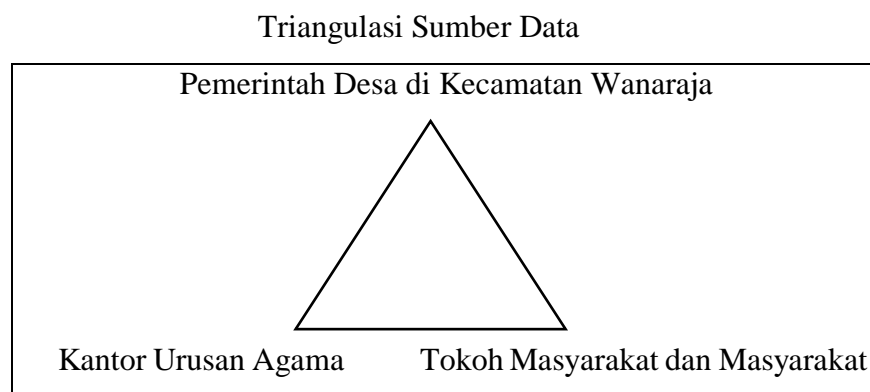 Triangulasi Sumber Data
Pemerintah Desa di Kecamatan Wanaraja
Kantor Urusan Agama Tokoh Masyarakat dan Masyarakat